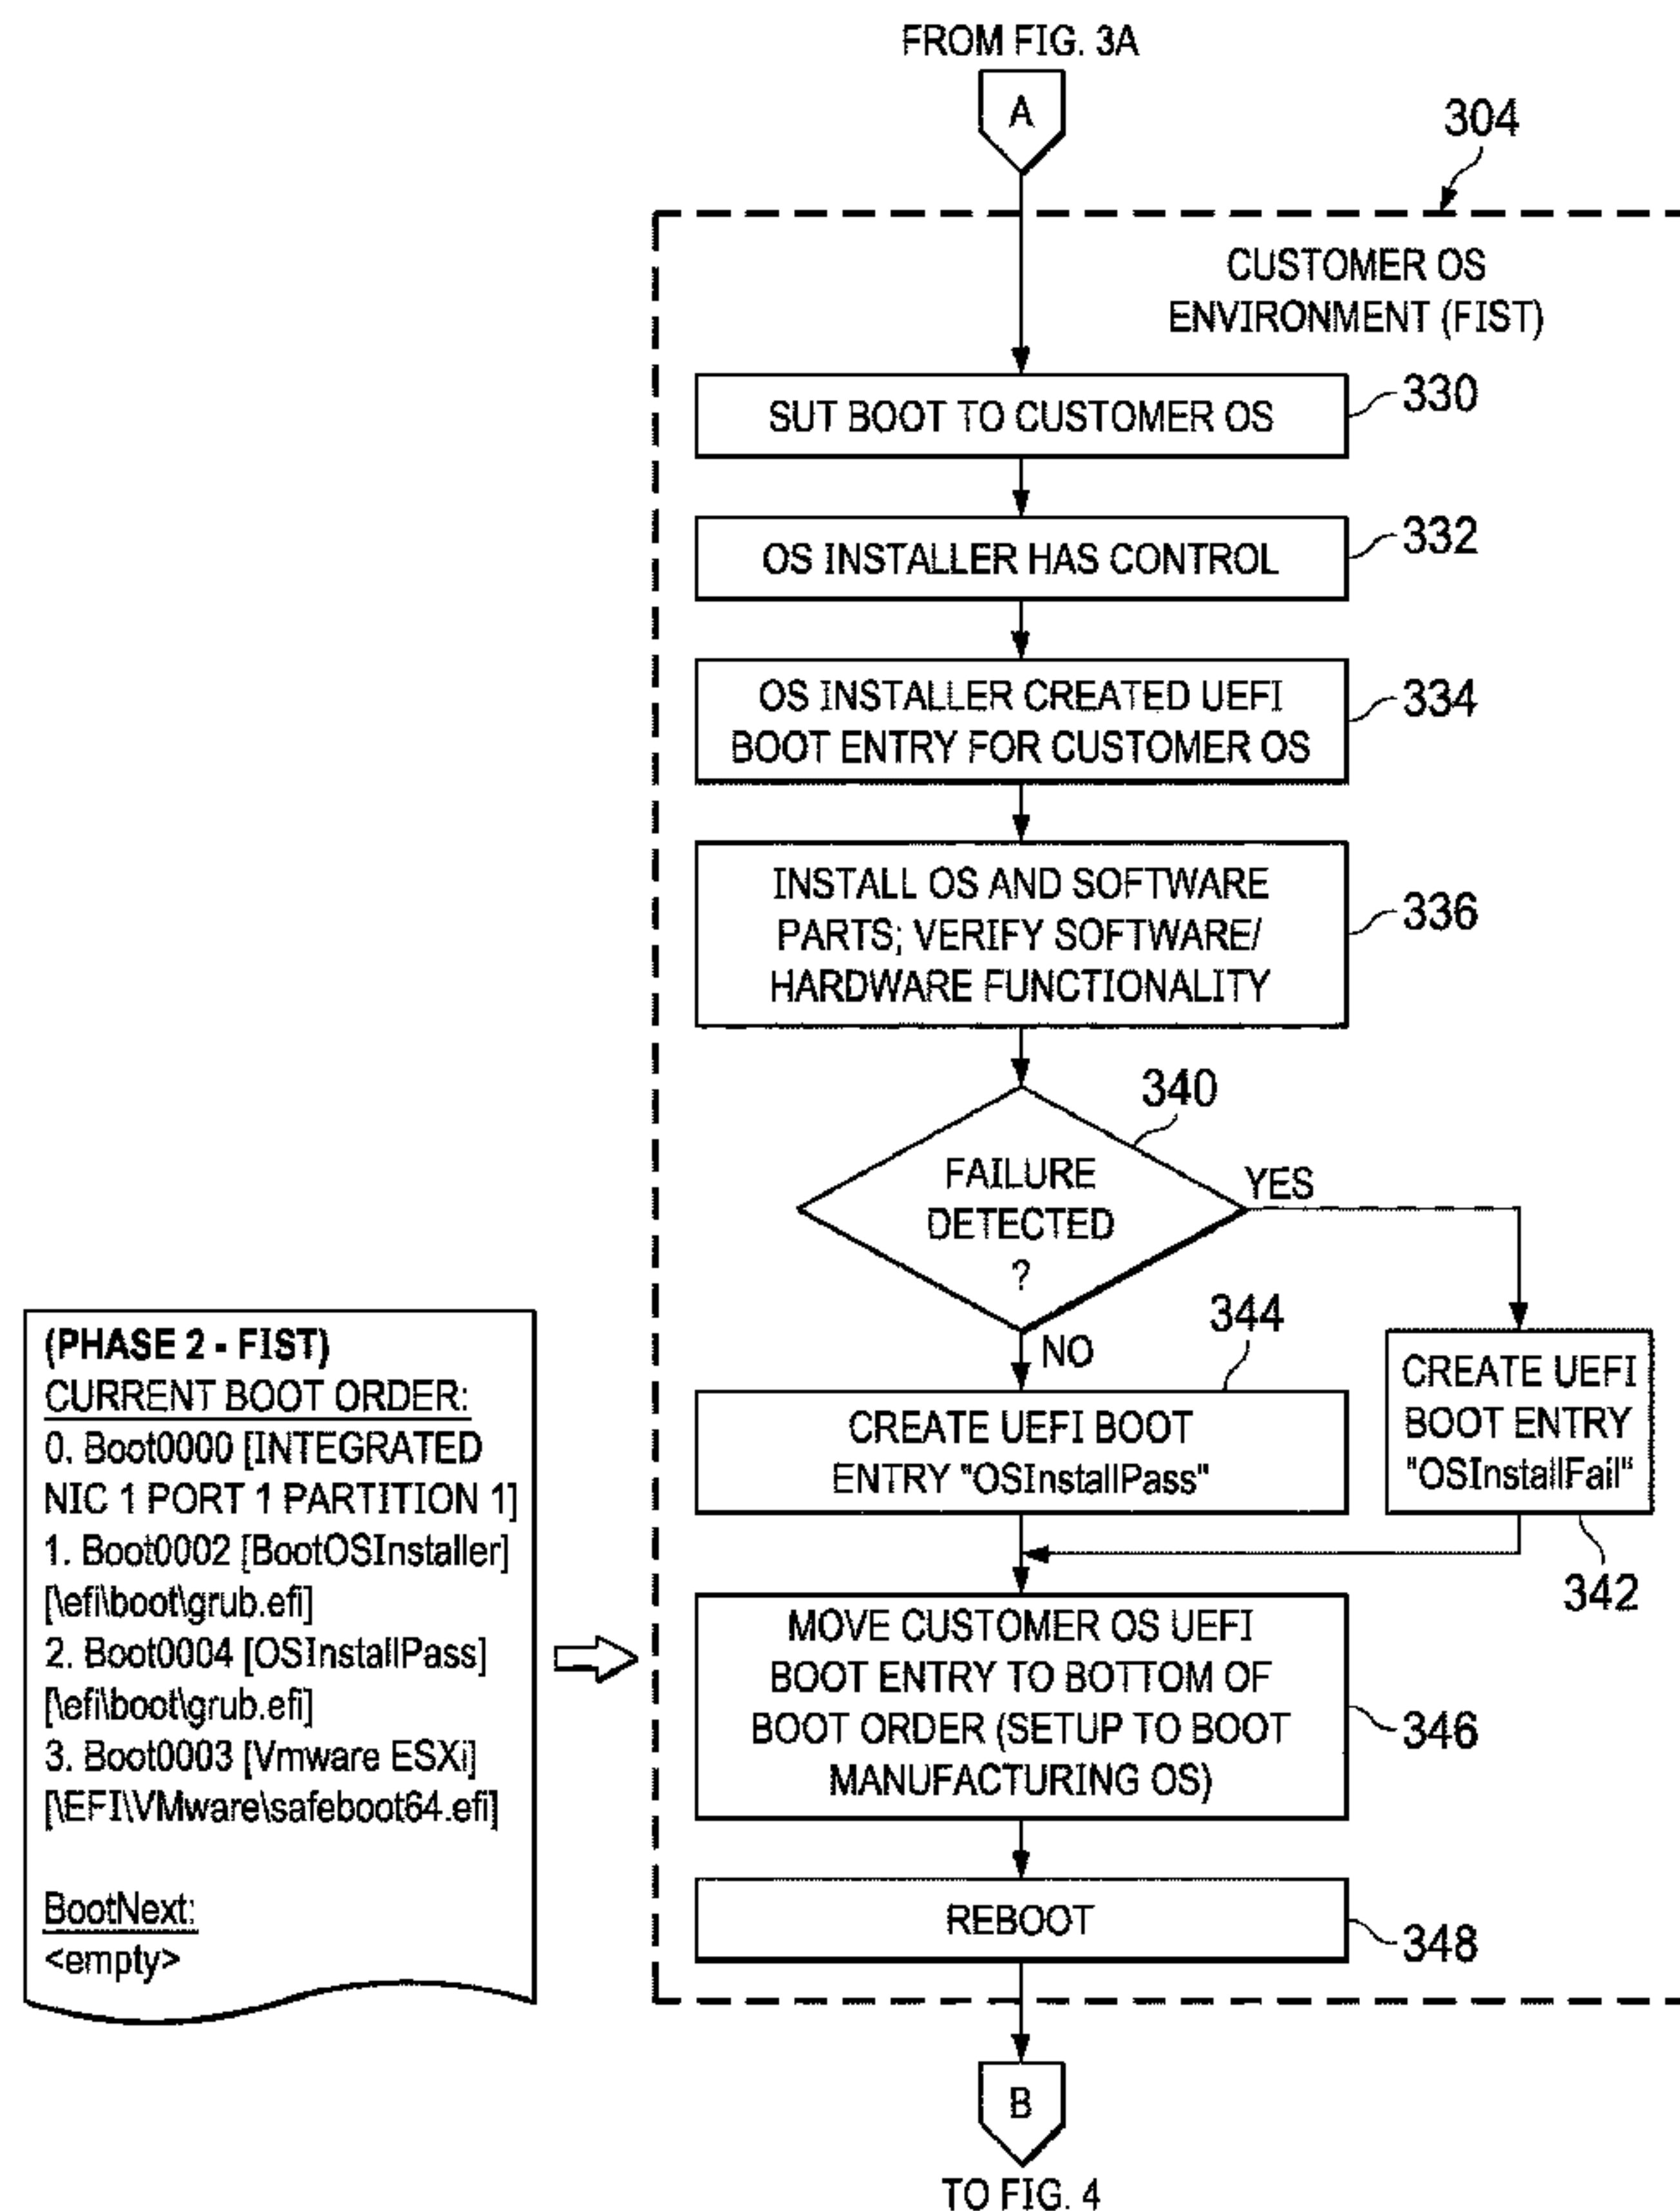 FROM FIG. 3A
A
304
CUSTOMER OS
ENVIRONMENT (FIST)
SUT BOOT TO CUSTOMER OS
330
OS INSTALLER HAS CONTROL
332
OS INSTALLER CREATED UEFI
BOOT ENTRY FOR CUSTOMER OS
334
INSTALL OS AND SOFTWARE
PARTS; VERIFY SOFTWARE/
HARDWARE FUNCTIONALITY
336
340
FAILURE
DETECTED
?
YES
NO
344
CREATE UEFI BOOT
ENTRY "OSInstallPass"
CREATE UEFI
BOOT ENTRY
"OSInstallFail"
342
MOVE CUSTOMER OS UEFI
BOOT ENTRY TO BOTTOM OF
BOOT ORDER (SETUP TO BOOT
MANUFACTURING OS)
346
REBOOT
348
B
TO FIG. 4
(PHASE 2 - FIST)
CURRENT BOOT ORDER:
0. Boot0000 [INTEGRATED
NIC 1 PORT 1 PARTITION 1]
1. Boot0002 [BootOSInstaller]
[\efi\boot\grub.efi]
2. Boot0004 [OSInstallPass]
[\efi\boot\grub.efi]
3. Boot0003 [Vmware ESXi]
[\EFI\VMware\safeboot64.efi]
BootNext:
<empty>